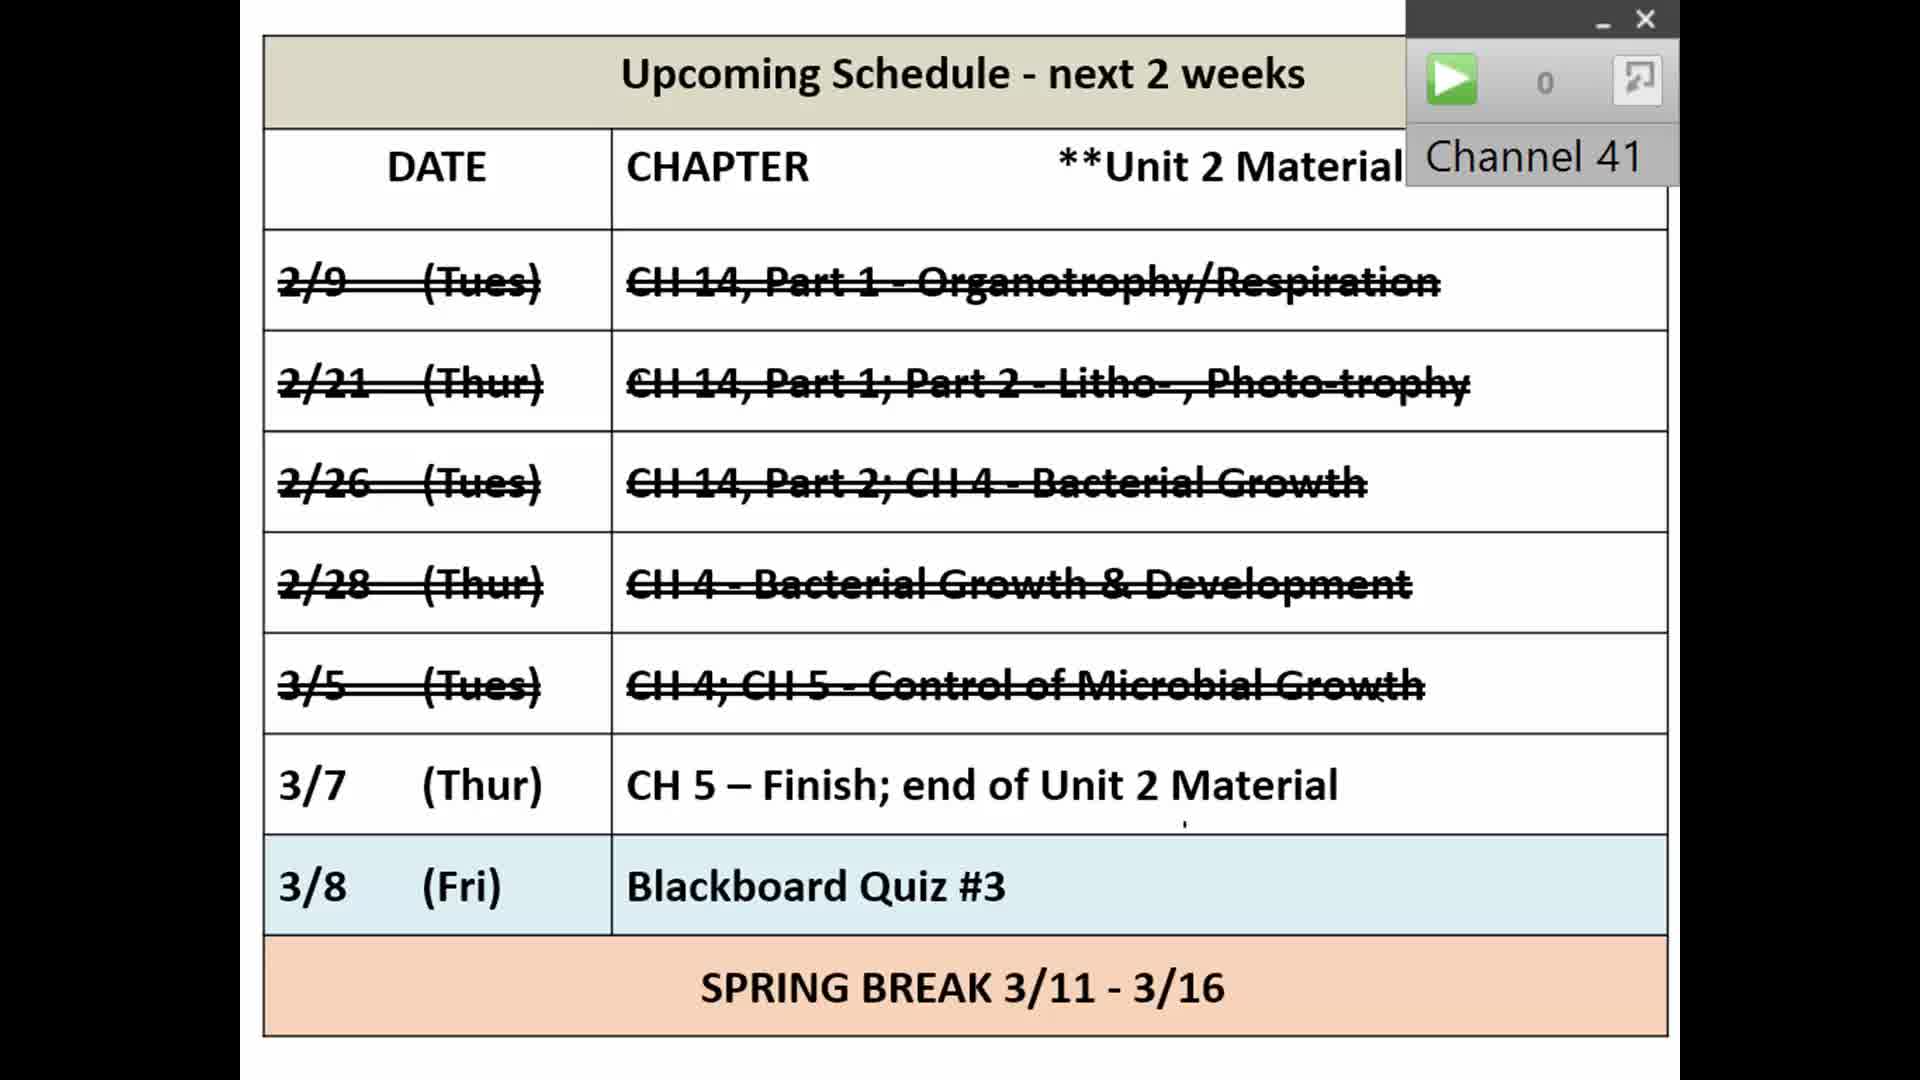 Upcoming Schedule - next 2 weeks
0
Channel 41
DATE CHAPTER **Unit 2 Material
2/9 (Tues) CH 14, Part 1 - Organotrophy/Respiration
2/21 (Thur) CH 14, Part 1; Part 2 - Litho- , Photo-trophy
2/26 (Tues) CH 14, Part 2; CH 4 - Bacterial Growth
2/28 (Thur) CH 4 - Bacterial Growth & Development
3/5 (Tues) CH 4; CH 5 - Control of Microbial Growth
3/7 (Thur) CH 5 – Finish; end of Unit 2 Material
3/8 (Fri) Blackboard Quiz #3
SPRING BREAK 3/11 - 3/16